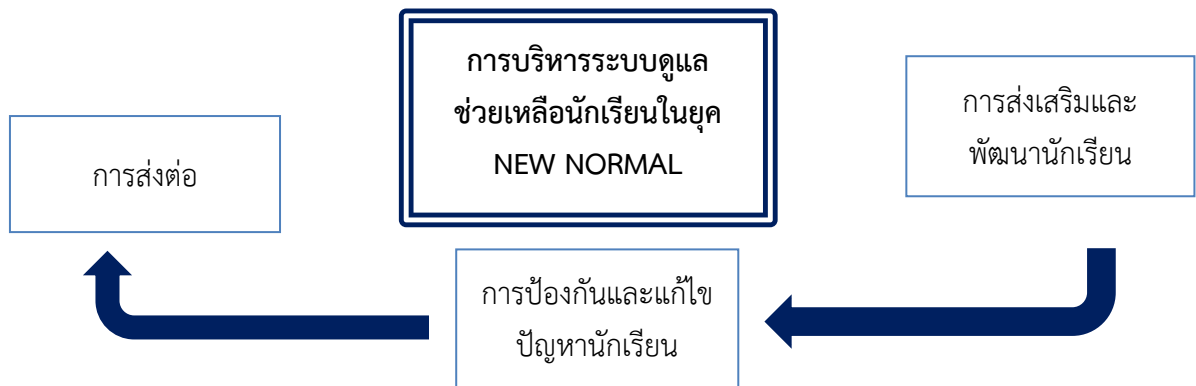 การบริหารระบบดูแล
ช่วยเหลือนักเรียนในยุค
NEW NORMAL
การส่งเสริมและ
พัฒนานักเรียน
การส่งต่อ
การป้องกันและแก้ไข
ปัญหานักเรียน